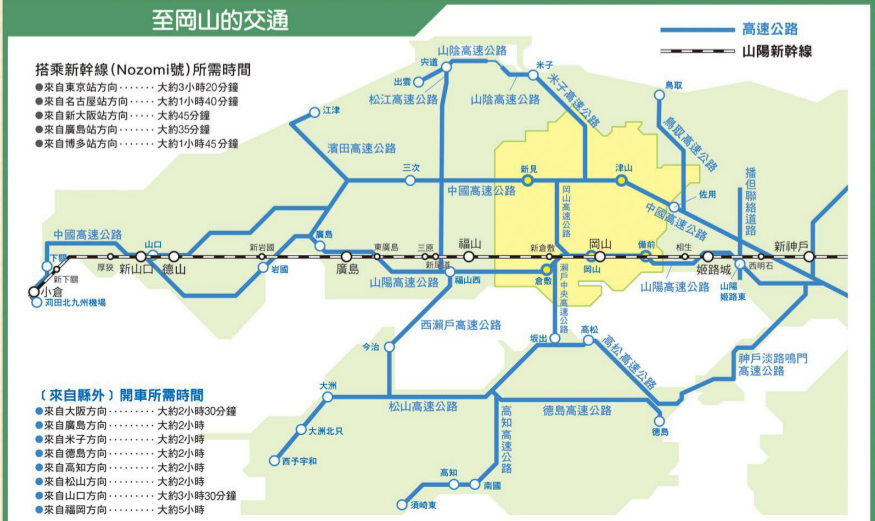 至岡山的交通
高速公路
山陽新幹線
搭乘新幹線(Nozomi號)所需時間
●來自東京站方向······· 大約3小時20分鐘
●來自名古屋站方向····· 大約1小時40分鐘
●來自新大阪站方向····· 大約45分鐘
●來自廣島站方向······· 大約35分鐘
●來自博多站方向······· 大約1小時45分鐘
山陰高速公路
宍道
米子
出雲
松江高速公路
山陰高速公路
米子高速公路
鳥取
鳥取高速公路
江津
濱田高速公路
三次
中國高速公路
新見
岡山高速公路
津山
佐用
中國高速公路
播但聯絡道路
中國高速公路
山口
下關
厚狹
新山口
德山
新岩國
岩國
廣島
廣島
東廣島
三原
新尾道
福山
福山西
新倉敷
倉敷
岡山
岡山
備前
相生
姬路城
山陽姬路東
西明石
新神戶
新下關
小倉
苅田北九州機場
山陽高速公路
山陽高速公路
瀨戶中央高速公路
西瀨戶高速公路
今治
坂出
高松
高松高速公路
神戶淡路鳴門
高速公路
大洲
松山高速公路
高知高速公路
德島高速公路
德島
大洲北只
西予宇和
高知
南國
須崎東
〔來自縣外〕開車所需時間
●來自大阪方向········· 大約2小時30分鐘
●來自廣島方向········· 大約2小時
●來自米子方向········· 大約2小時
●來自德島方向········· 大約2小時
●來自高知方向········· 大約2小時
●來自松山方向········· 大約2小時
●來自山口方向········· 大約3小時30分鐘
●來自福岡方向········· 大約5小時